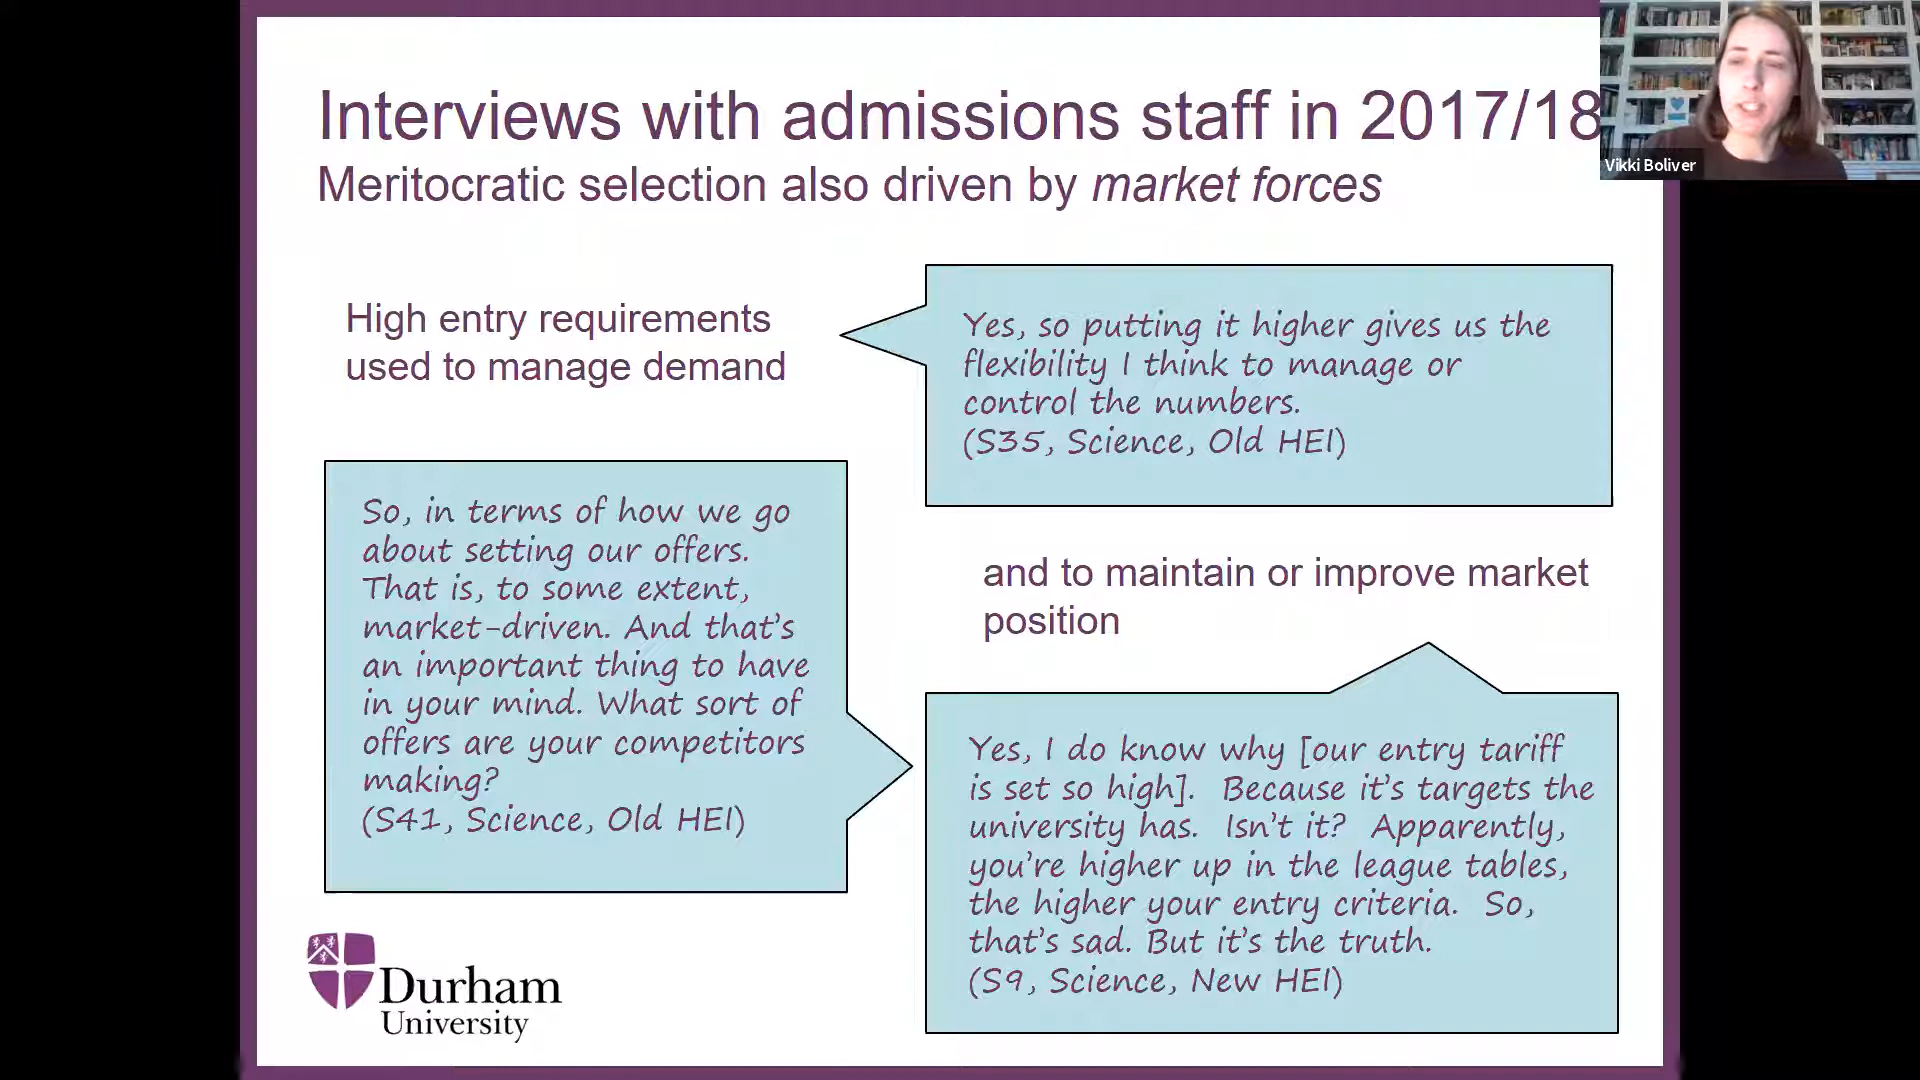 Interviews with admissions staff in 2017/18
Meritocratic selection also driven by market forces
Vikki Boliver
High entry requirements
used to manage demand
Yes, so putting it higher gives us the
flexibility I think to manage or
control the numbers.
(S35, Science, Old HEI)
So, in terms of how we go
about setting our offers.
That is, to some extent,
market-driven. And that's
an important thing to have
in your mind. What sort of
offers are your competitors
making?
(S41, Science, Old HEI)
and to maintain or improve market
position
Yes, I do know why [our entry tariff
is set so high]. Because it's targets the
university has. Isn't it? Apparently,
you're higher up in the league tables,
the higher your entry criteria. So,
that's sad. But it's the truth.
(S9, Science, New HEI)
Durham
University